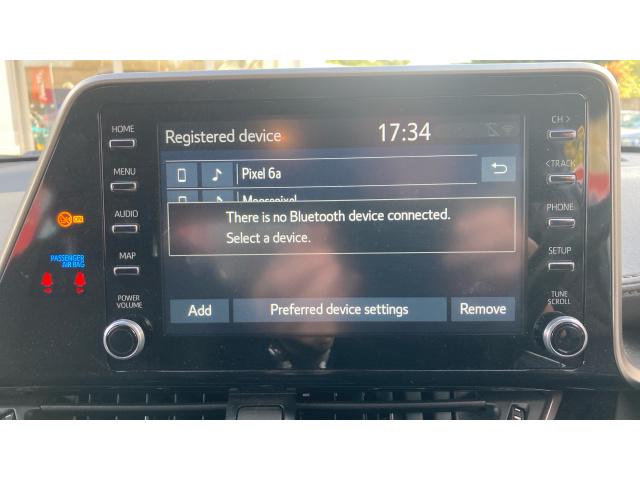 HOME
CH >
Registered device
17:34
MENU
Pixel 6a
< TRACK
AUDIO
There is no Bluetooth device connected.
Select a device.
PHONE
ON
MAP
SETUP
PASSENGER
AIR BAG
POWER
VOLUME
Add
Preferred device settings
Remove
TUNE
SCROLL